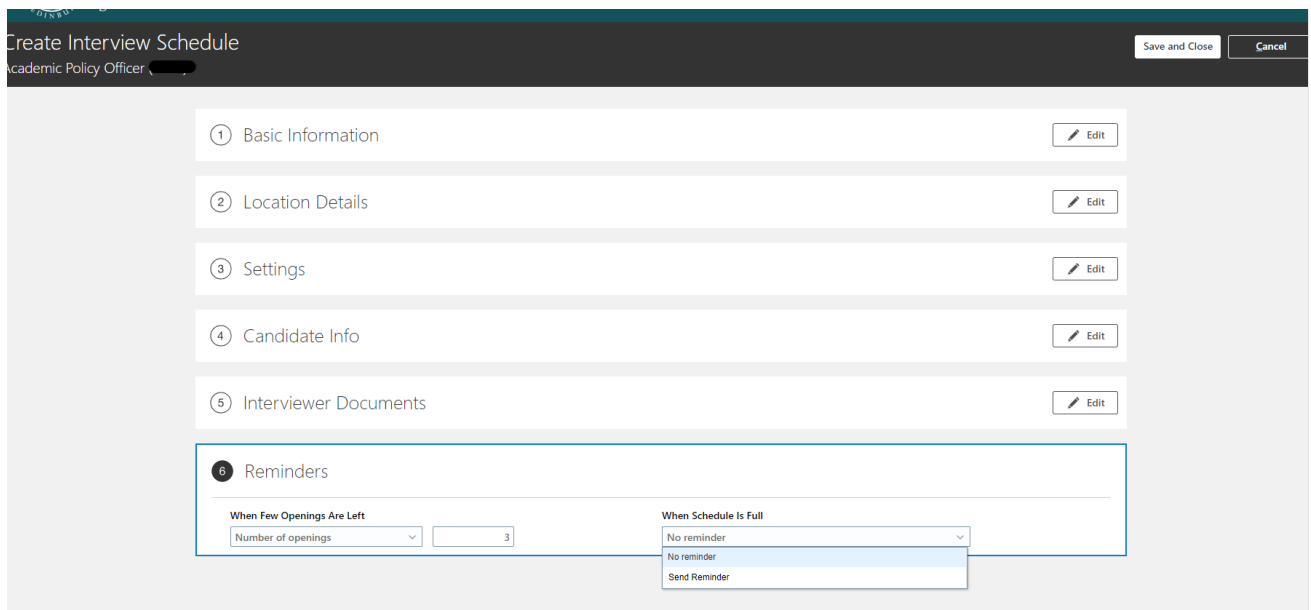 EDINBU
Create Interview Schedule
Academic Policy Officer (
Save and Close
Cancel
1 Basic Information
Edit
2 Location Details
Edit
3 Settings
Edit
4 Candidate Info
Edit
5 Interviewer Documents
Edit
6 Reminders
When Few Openings Are Left
When Schedule Is Full
Number of openings
3
No reminder
No reminder
Send Reminder